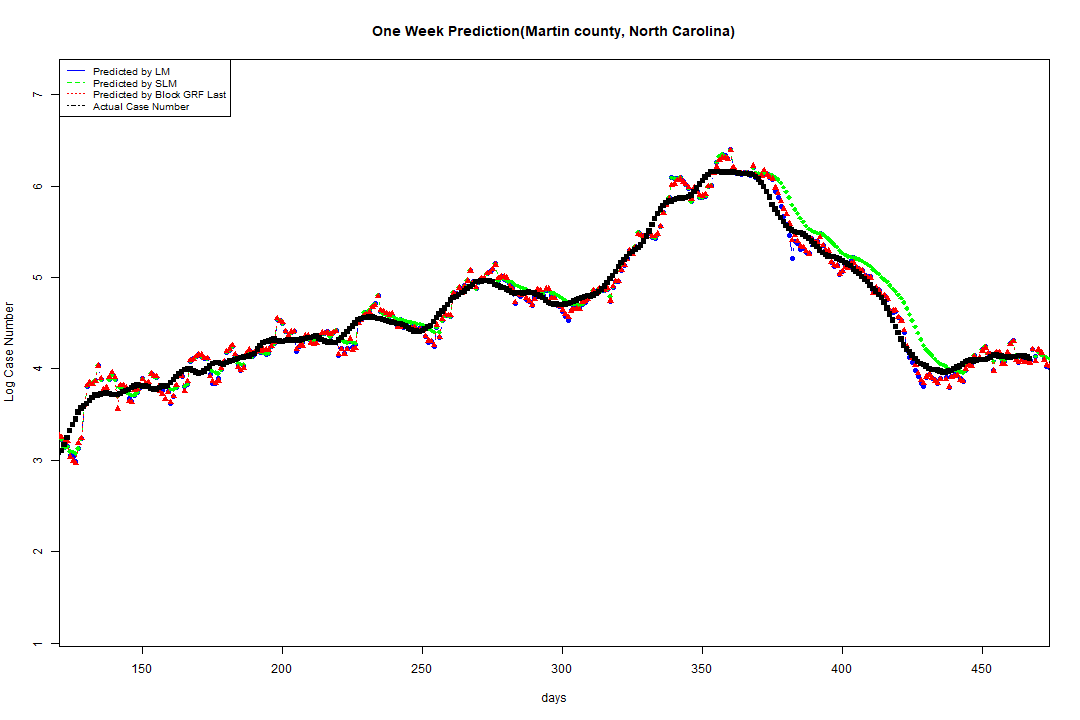 One Week Prediction(Martin county, North Carolina)
Predicted by LM
Predicted by SLM
Predicted by Block GRF Last
Actual Case Number
7
6
5
4
3
2
1
Log Case Number
150 200 250 300 350 400 450
days